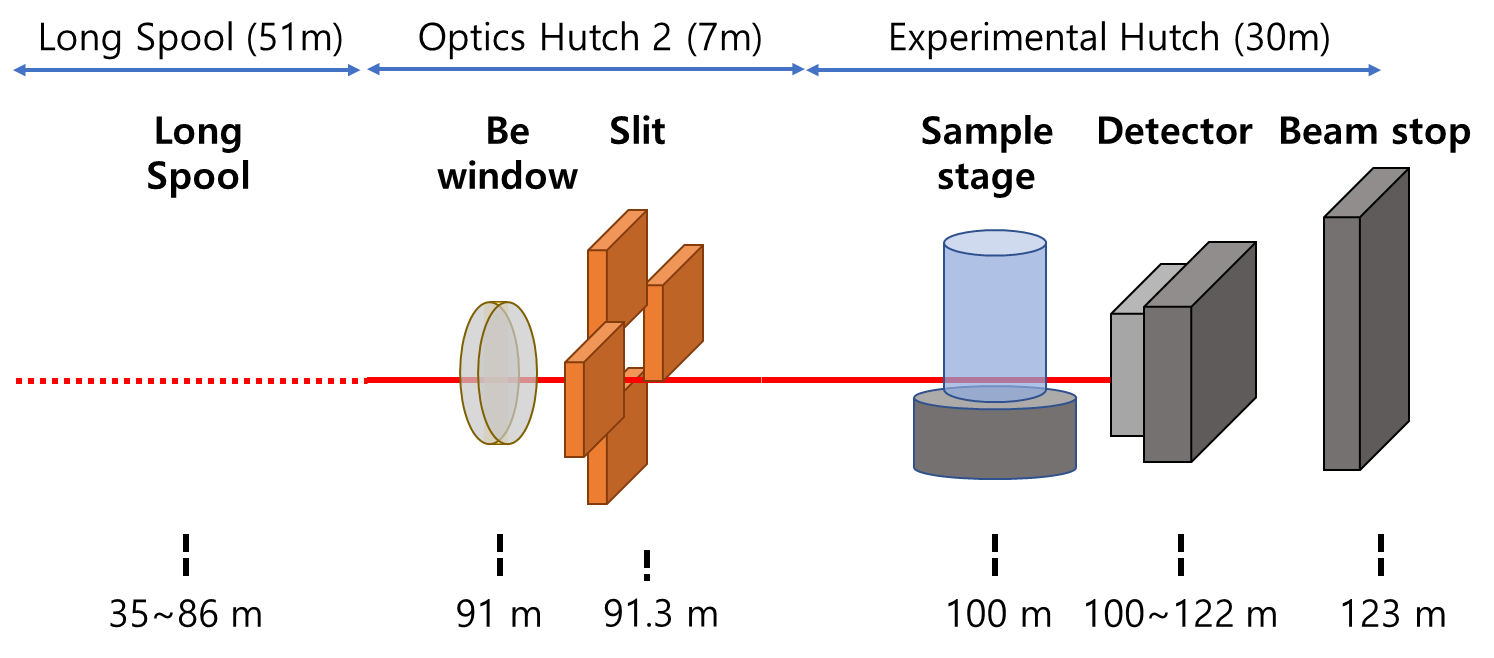 Long Spool (51m)
Optics Hutch 2 (7m)
Experimental Hutch (30m)
Long
Spool
Be
window
Slit
Sample
stage
Detector
Beam stop
35~86 m
91 m
91.3 m
100 m
100~122 m
123 m